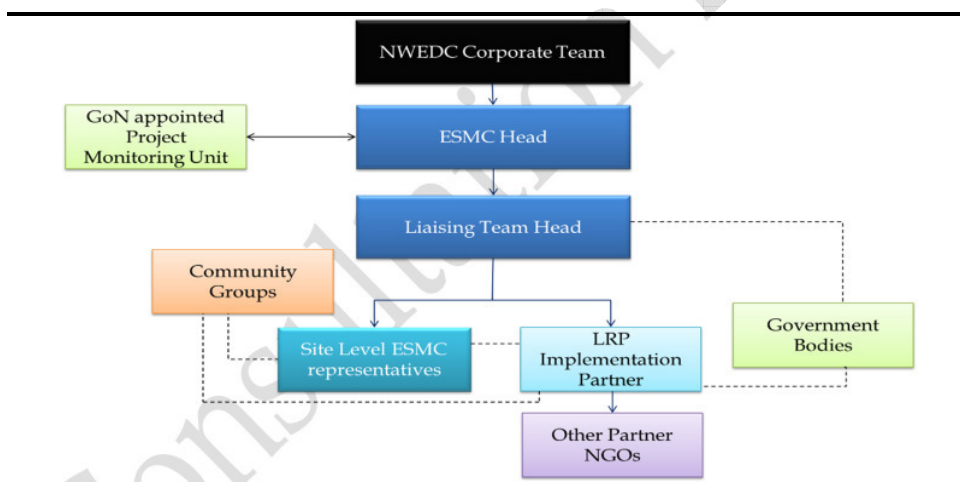 NWEDC Corporate Team
GoN appointed
Project
Monitoring Unit
ESMC Head
Liaising Team Head
Community
Groups
Site Level ESMC
representatives
LRP
Implementation
Partner
Government
Bodies
Other Partner
NGOs
Consultation